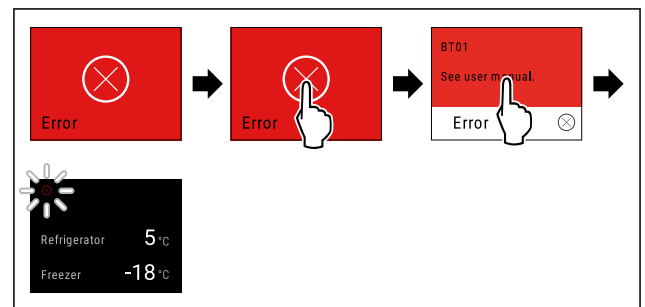 Error
Error
BT01
See user manual.
Error
Refrigerator 5 °C
Freezer -18 °C